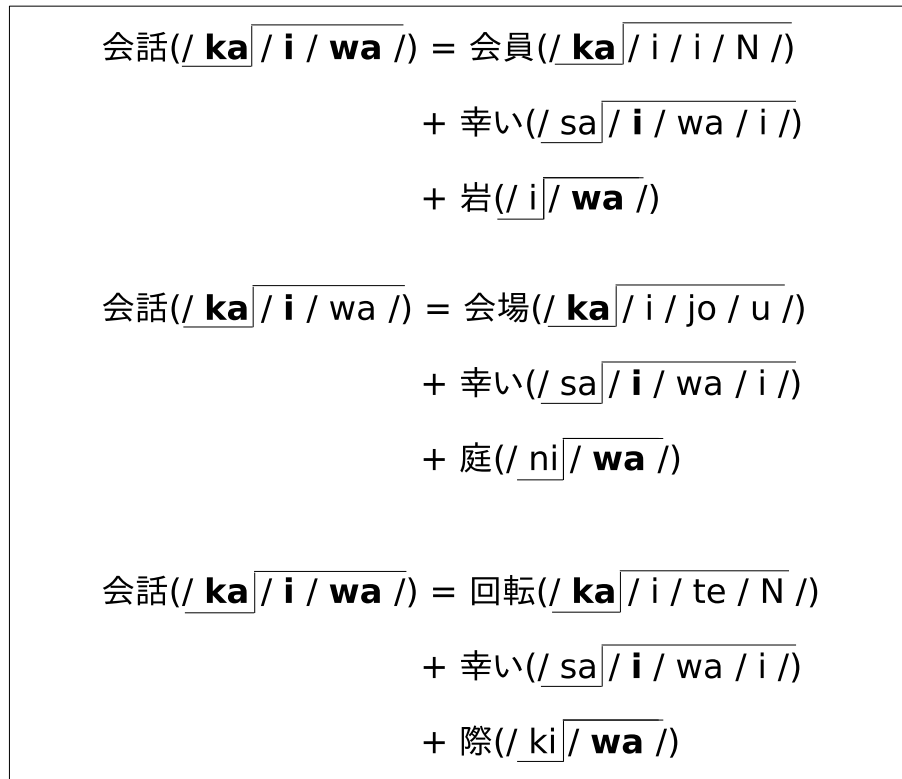 会話(/ ka / i / wa /) = 会員(/ ka / i / i / N /)
+ 幸い(/ sa / i / wa / i /)
+ 岩(/ i / wa /)
会話(/ ka / i / wa /) = 会場(/ ka / i / jo / u /)
+ 幸い(/ sa / i / wa / i /)
+ 庭(/ ni / wa /)
会話(/ ka / i / wa /) = 回転(/ ka / i / te / N /)
+ 幸い(/ sa / i / wa / i /)
+ 際(/ ki / wa /)